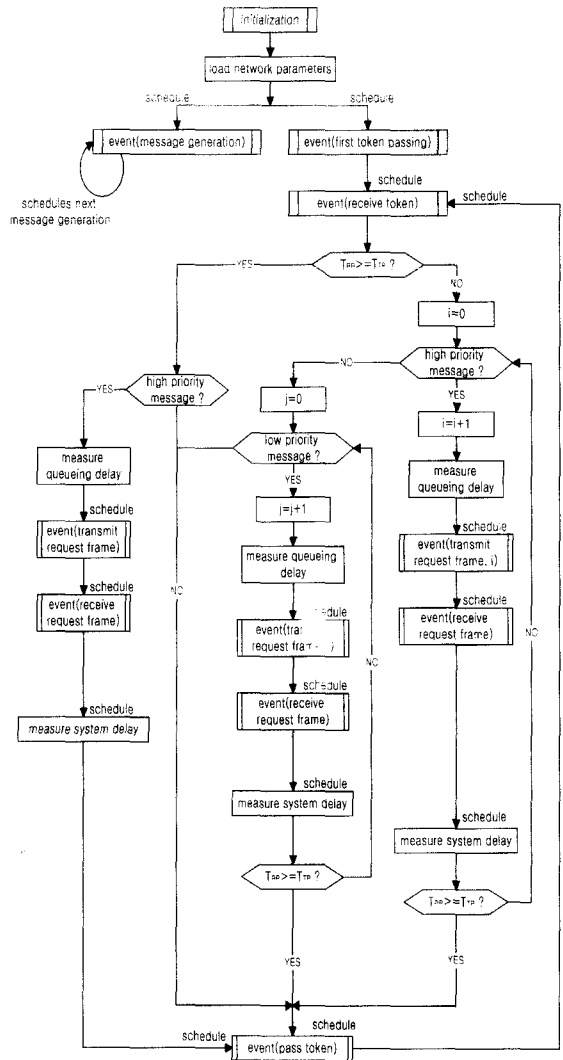 initialization
load network parameters
schedule
schedule
event(message generation)
event(first token passing)
schedule
schedules next
message generation
event(receive token)
schedule
YES
>= ?
NO
i=0
high priority
message ?
YES
NO
high priority
message ?
YES
j=0
i=i+1
low priority
message ?
YES
measure
queueing delay
measure
queueing delay
j=j+1
schedule
event(transmit
request frame)
schedule
event(transmit
request frame, i)
measure queueing
delay
schedule
event(receive
request frame)
schedule
event(receive
request frame)
NO
NO
NO
schedule
request
schedule
event(receive
request frame)
schedule
measure system delay
schedule
measure system delay
schedule
measure system delay
>= ?
>= ?
YES
YES
schedule
schedule
event(pass token)